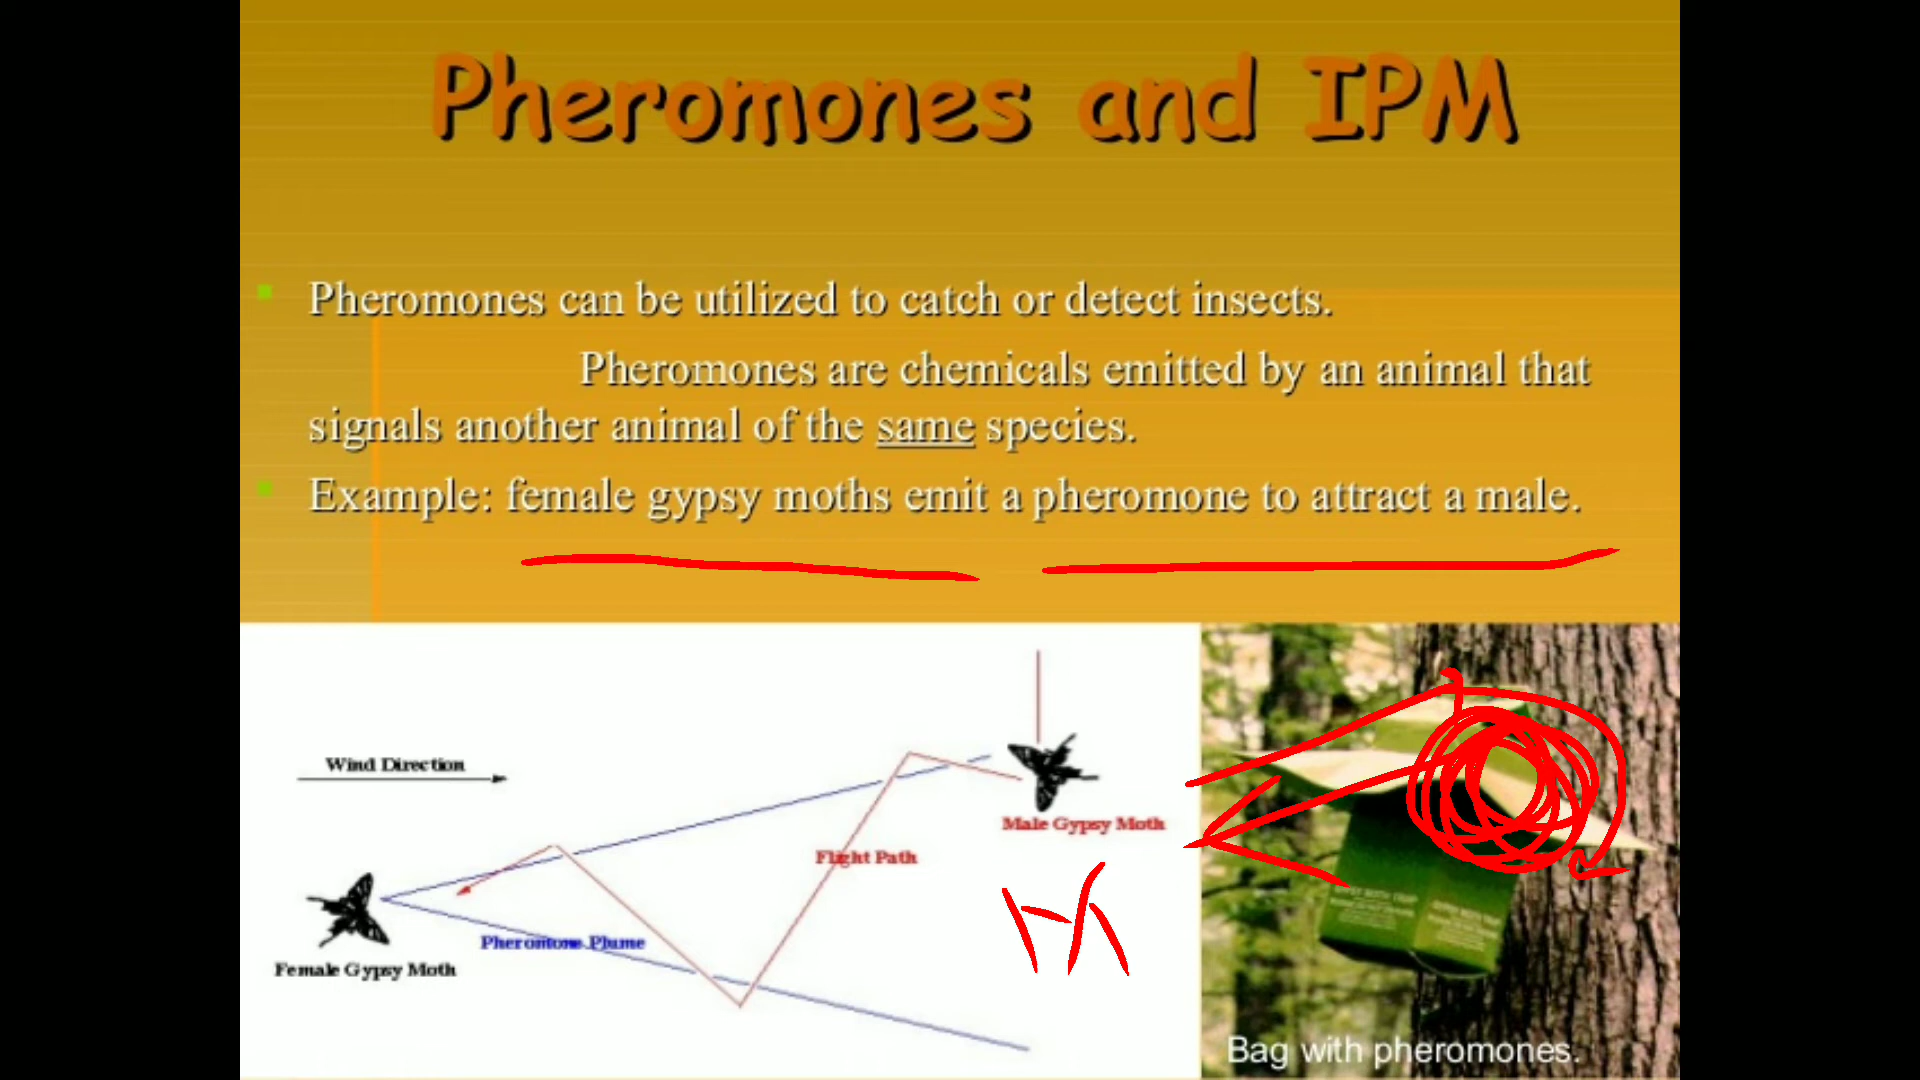 Pheromones and IPM
Pheromones can be utilized to catch or detect insects.
Pheromones are chemicals emitted by an animal that
signals another animal of the same species.
Example: female gypsy moths emit a pheromone to attract a male.
Wind Direction
Male Gypsy Moth
Flight Path
Pheromone Plume
Female Gypsy Moth
Bag with pheromones.